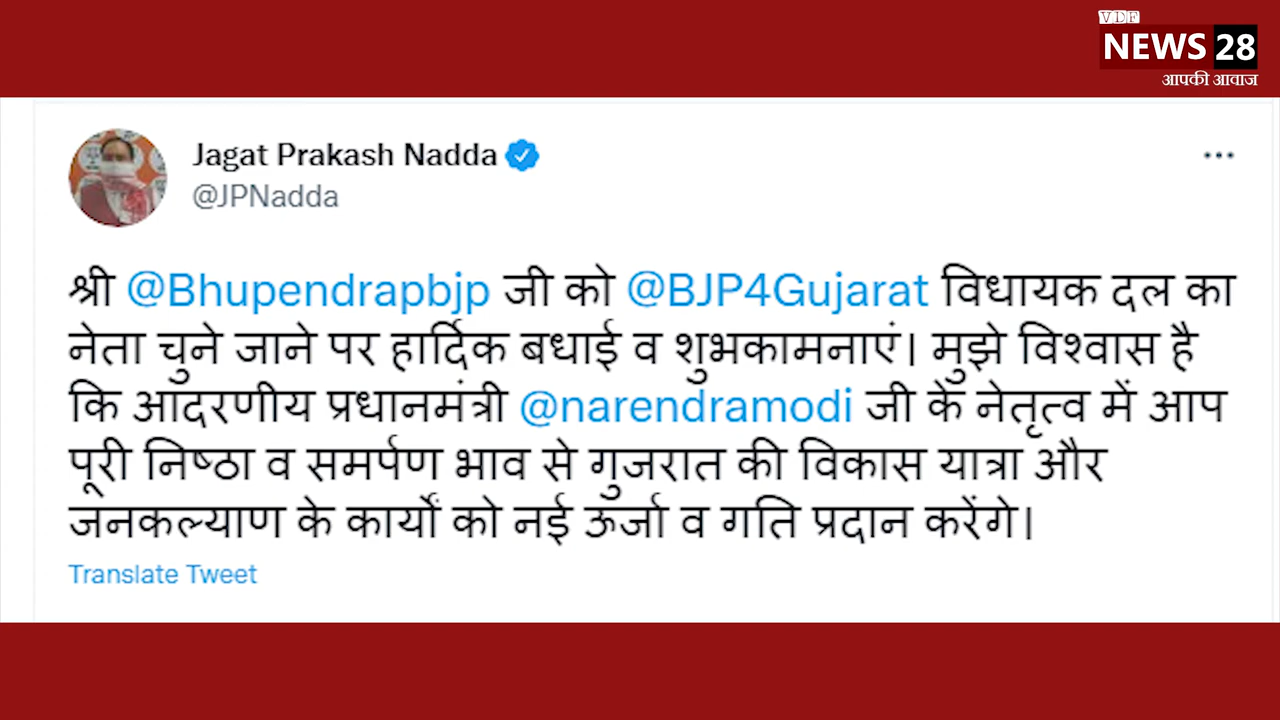 VDF
NEWS 28
आपकी आवाज
Jagat Prakash Nadda
@JPNadda
श्री @Bhupendrapbjp जी को @BJP4Gujarat विधायक दल का
नेता चुने जाने पर हार्दिक बधाई व शुभकामनाएं। मुझे विश्वास है
कि आदरणीय प्रधानमंत्री @narendramodi जी के नेतृत्व में आप
पूरी निष्ठा व समर्पण भाव से गुजरात की विकास यात्रा और
जनकल्याण के कार्यों को नई ऊर्जा व गति प्रदान करेंगे।
Translate Tweet